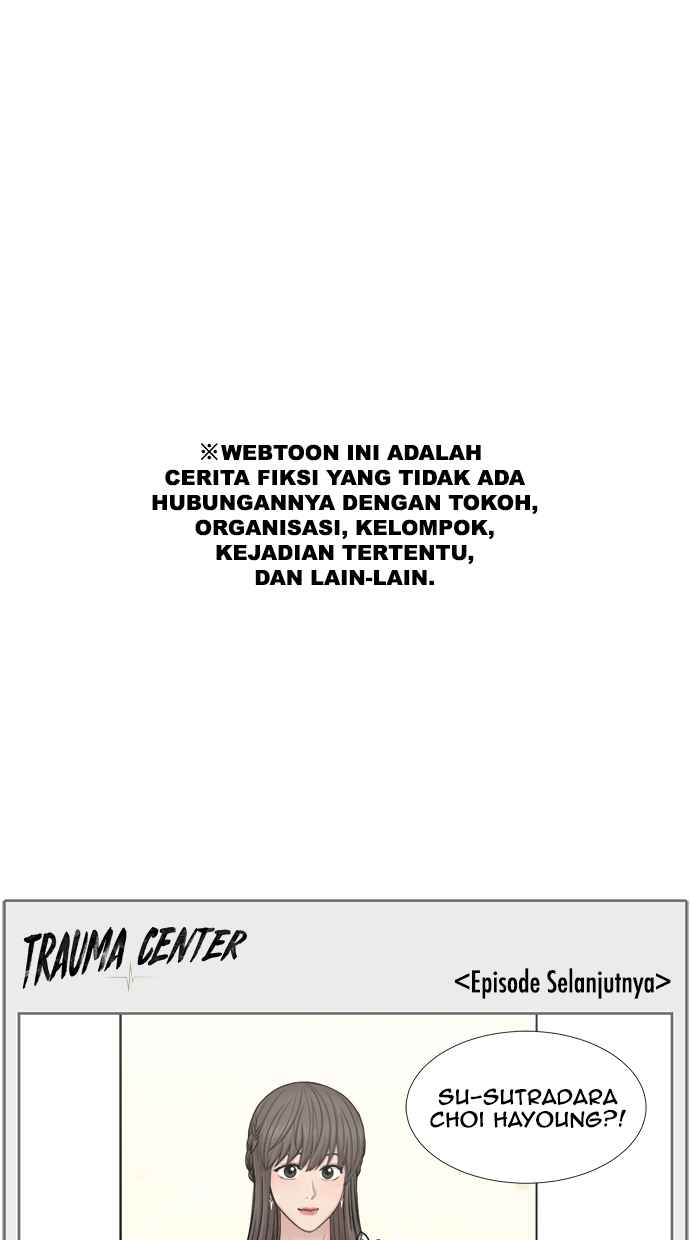 ※WEBTOON INI ADALAH
CERITA FIKSI YANG TIDAK ADA
HUBUNGANNYA DENGAN TOKOH,
ORGANISASI, KELOMPOK,
KEJADIAN TERTENTU,
DAN LAIN-LAIN.
TRAUMA CENTER
<Episode Selanjutnya>
SU-SUTRADARA
CHOI HAYOUNG?!